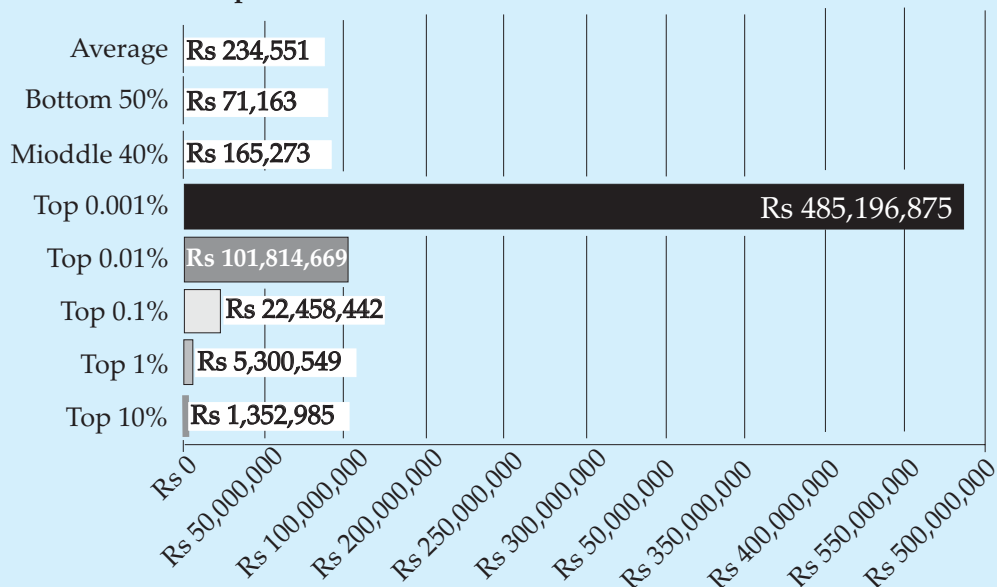 Average Rs 234,551
Bottom 50% Rs 71,163
Mioddle 40% Rs 165,273
Top 0.001% Rs 485,196,875
Top 0.01% Rs 101,814,669
Top 0.1% Rs 22,458,442
Top 1% Rs 5,300,549
Top 10% Rs 1,352,985
Rs 0
Rs 50,000,000
Rs 100,000,000
Rs 200,000,000
Rs 250,000,000
Rs 300,000,000
Rs 50,000,000
Rs 350,000,000
Rs 400,000,000
Rs 550,000,000
Rs 500,000,000